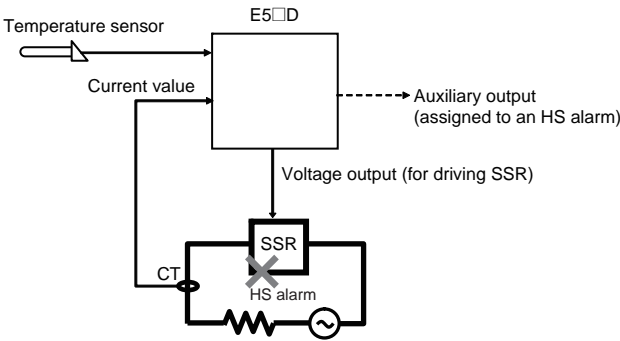 E5□D
Temperature sensor
Current value
Auxiliary output
(assigned to an HS alarm)
Voltage output (for driving SSR)
SSR
CT
HS alarm